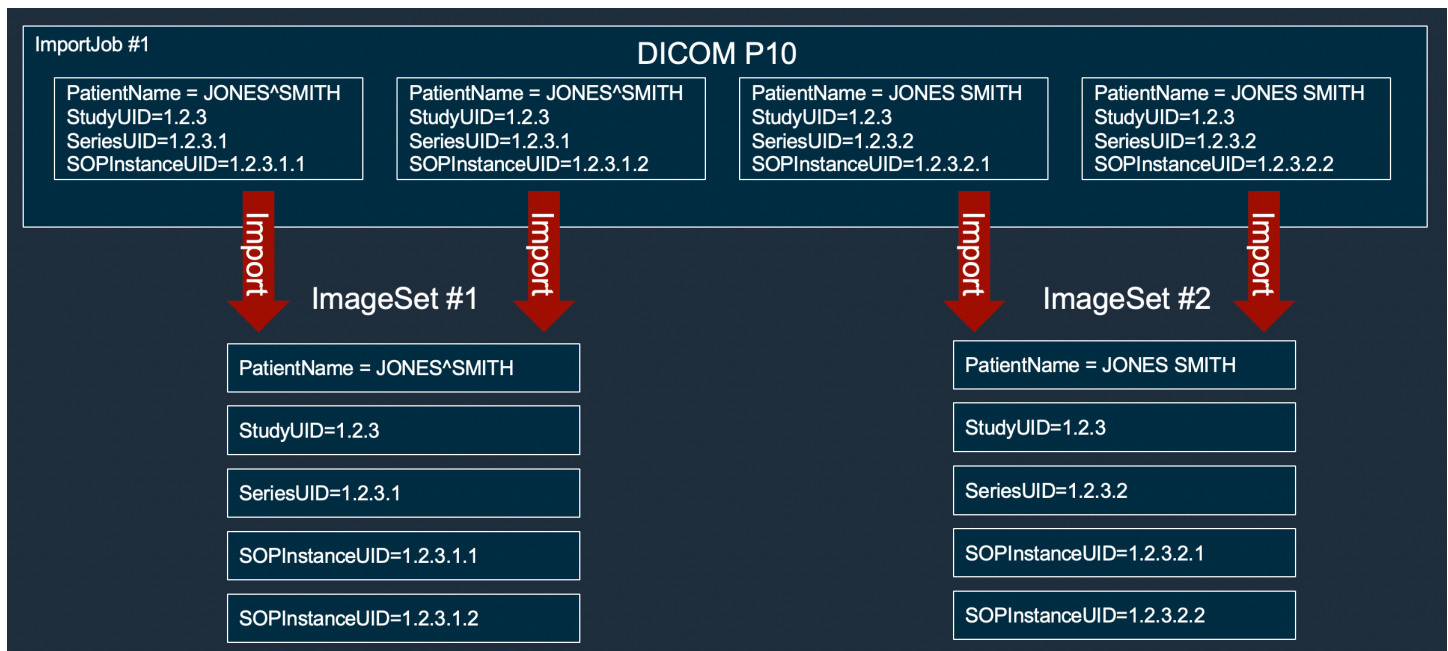 ImportJob #1
DICOM P10
PatientName = JONES^SMITH
StudyUID=1.2.3
SeriesUID=1.2.3.1
SOPInstanceUID=1.2.3.1.1
PatientName = JONES^SMITH
StudyUID=1.2.3
SeriesUID=1.2.3.1
SOPInstanceUID=1.2.3.1.2
PatientName = JONES SMITH
StudyUID=1.2.3
SeriesUID=1.2.3.2
SOPInstanceUID=1.2.3.2.1
PatientName = JONES SMITH
StudyUID=1.2.3
SeriesUID=1.2.3.2
SOPInstanceUID=1.2.3.2.2
Import
Import
Import
Import
ImageSet #1
PatientName = JONES^SMITH
StudyUID=1.2.3
SeriesUID=1.2.3.1
SOPInstanceUID=1.2.3.1.1
SOPInstanceUID=1.2.3.1.2
ImageSet #2
PatientName = JONES SMITH
StudyUID=1.2.3
SeriesUID=1.2.3.2
SOPInstanceUID=1.2.3.2.1
SOPInstanceUID=1.2.3.2.2